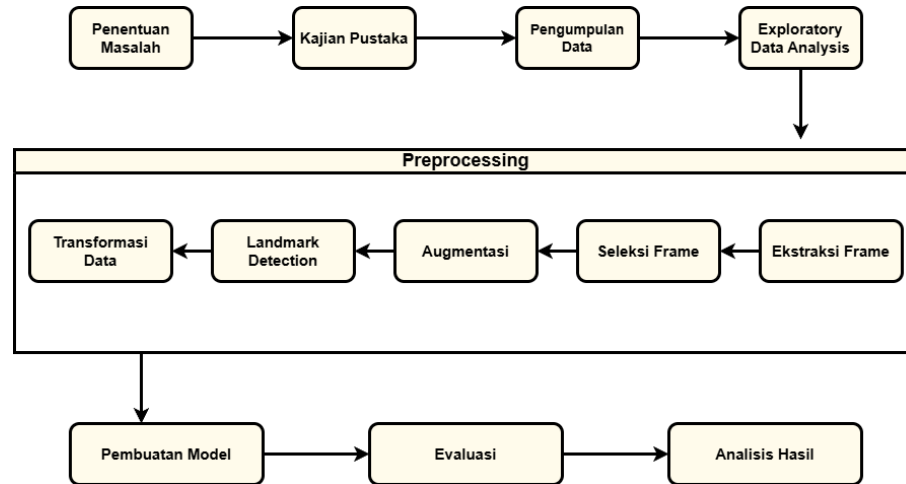 Penentuan
Masalah
Kajian Pustaka
Pengumpulan
Data
Exploratory
Data Analysis
Preprocessing
Transformasi
Data
Landmark
Detection
Augmentasi
Seleksi Frame
Ekstraksi Frame
Pembuatan Model
Evaluasi
Analisis Hasil